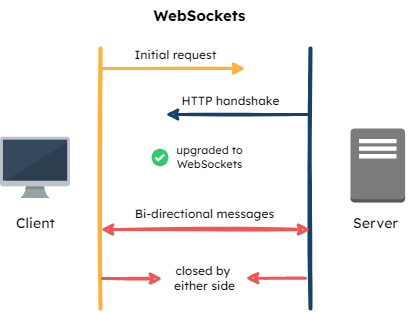 WebSockets
Initial request
HTTP handshake
upgraded to
WebSockets
Client
Server
Bi-directional messages
closed by
either side